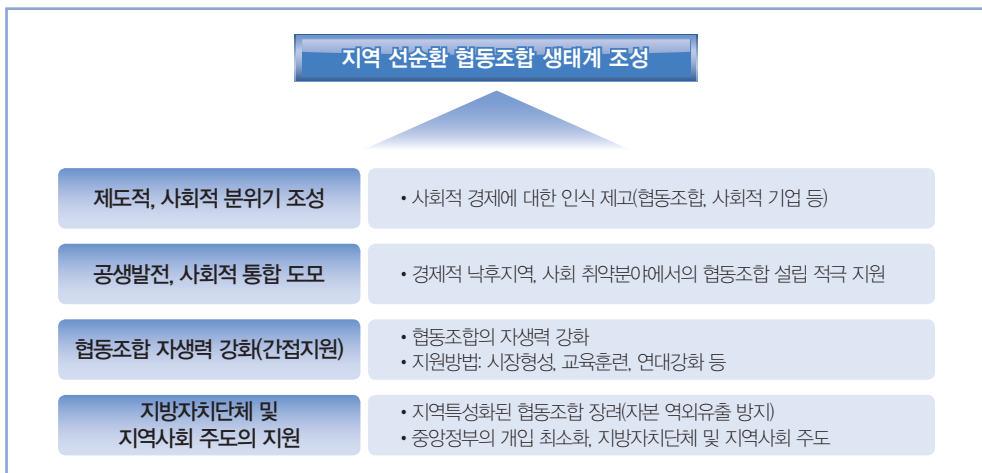 지역 선순환 협동조합 생태계 조성
제도적, 사회적 분위기 조성
• 사회적 경제에 대한 인식 제고(협동조합, 사회적 기업 등)
공생발전, 사회적 통합 도모
• 경제적 낙후지역, 사회 취약분야에서의 협동조합 설립 적극 지원
협동조합 자생력 강화(간접지원)
• 협동조합의 자생력 강화
• 지원방법: 시장형성, 교육훈련, 연대강화 등
지방자치단체 및
지역사회 주도의 지원
• 지역특성화된 협동조합 장려(자본 역외유출 방지)
• 중앙정부의 개입 최소화, 지방자치단체 및 지역사회 주도